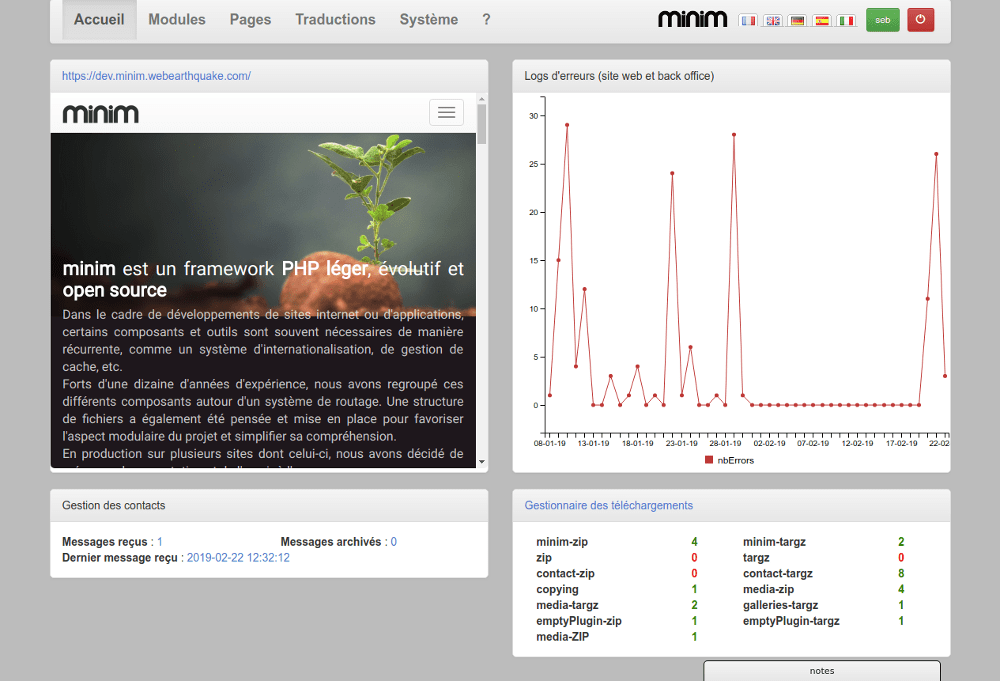 Accueil Modules Pages Traductions Système ? minim seb
https://dev.minim.webearthquake.com/
minim
minim est un framework PHP léger, évolutif et
open source
Dans le cadre de développements de sites internet ou d'applications,
certains composants et outils sont souvent nécessaires de manière
récurrente, comme un système d'internationalisation, de gestion de
cache, etc.
Forts d'une dizaine d'années d'expérience, nous avons regroupé ces
différents composants autour d'un système de routage. Une structure
de fichiers a également été pensée et mise en place pour favoriser
l'aspect modulaire du projet et simplifier sa compréhension.
En production sur plusieurs sites dont celui-ci, nous avons décidé de
Logs d'erreurs (site web et back office)
30
25
20
15
10
5
0
08-01-19 13-01-19 18-01-19 23-01-19 28-01-19 02-02-19 07-02-19 12-02-19 17-02-19 22-02
nbErrors
Gestion des contacts
Messages reçus : 1 Messages archivés : 0
Dernier message reçu : 2019-02-22 12:32:12
Gestionnaire des téléchargements
minim-zip 4 minim-targz 2
zip 0 targz 0
contact-zip 0 contact-targz 8
copying 1 media-zip 4
media-targz 2 galleries-targz 1
emptyPlugin-zip 1 emptyPlugin-targz 1
media-ZIP 1
notes